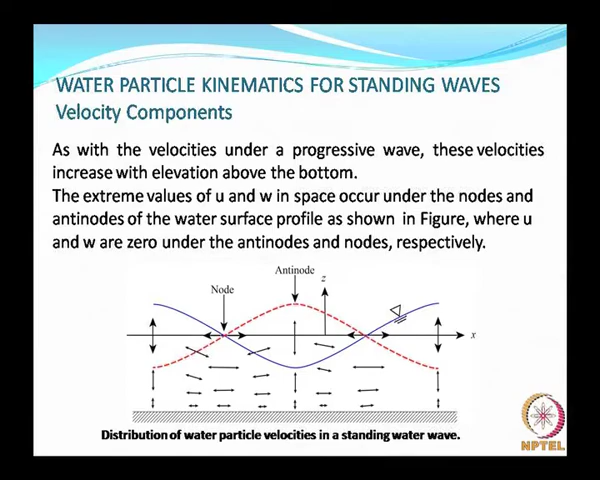 WATER PARTICLE KINEMATICS FOR STANDING WAVES
Velocity Components
As with the velocities under a progressive wave, these velocities
increase with elevation above the bottom.
The extreme values of u and w in space occur under the nodes and
antinodes of the water surface profile as shown in Figure, where u
and w are zero under the antinodes and nodes, respectively.
Antinode
z
Node
x
Distribution of water particle velocities in a standing water wave.
NPTEL